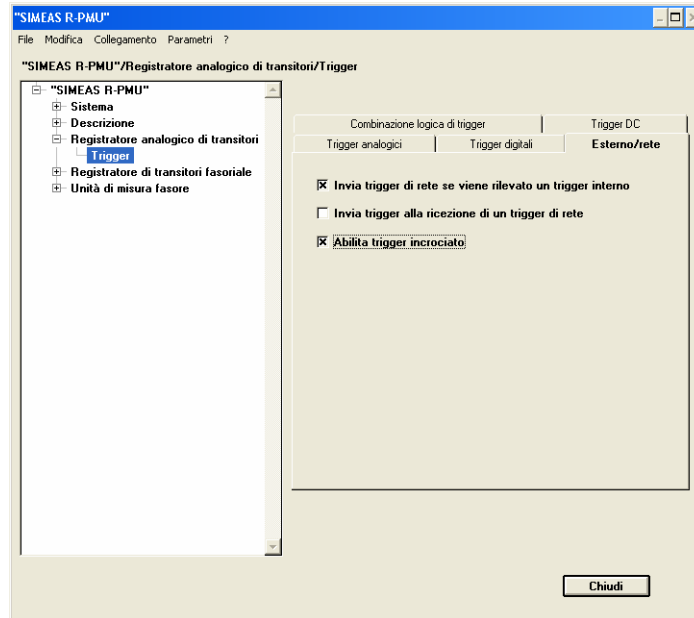 "SIMEAS R-PMU"
File Modifica Collegamento Parametri ?
"SIMEAS R-PMU"/Registratore analogico di transitori/Trigger
"SIMEAS R-PMU"
Sistema
Descrizione
Registratore analogico di transitori
Trigger
Registratore di transitori fasoriale
Unità di misura fasore
Combinazione logica di trigger Trigger DC
Trigger analogici Trigger digitali Esterno/rete
Invia trigger di rete se viene rilevato un trigger interno
Invia trigger alla ricezione di un trigger di rete
Abilita trigger incrociato
Chiudi